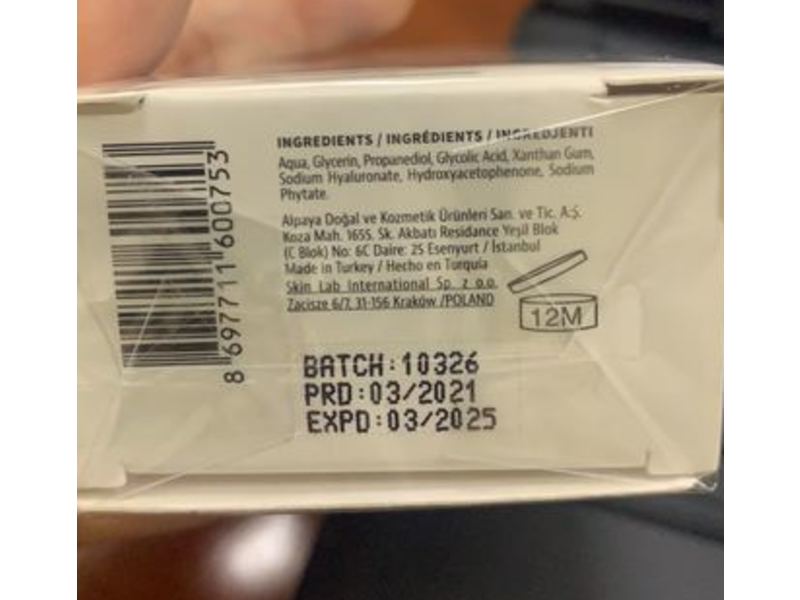 INGREDIENTS / INGRÉDIENTS / INGREDJENTI
Aqua, Glycerin, Propanediol, Glycolic Acid, Xanthan Gum,
Sodium Hyaluronate, Hydroxyacetophenone, Sodium
Phytate.
Alpaya Doğal ve Kozmetik Ürünleri San. ve Tic. A.Ş.
Koza Mah. 1655. Sk. Akbatı Residance Yeşil Blok
(C Blok) No: 6C Daire: 25 Esenyurt / İstanbul
Made in Turkey / Hecho en Turquia
Skin Lab International Sp. z o.o.
Zacisze 6/7, 31-156 Kraków /POLAND
12M
8 697711 600753
BATCH:10326
PRD:03/2021
EXPD:03/2025